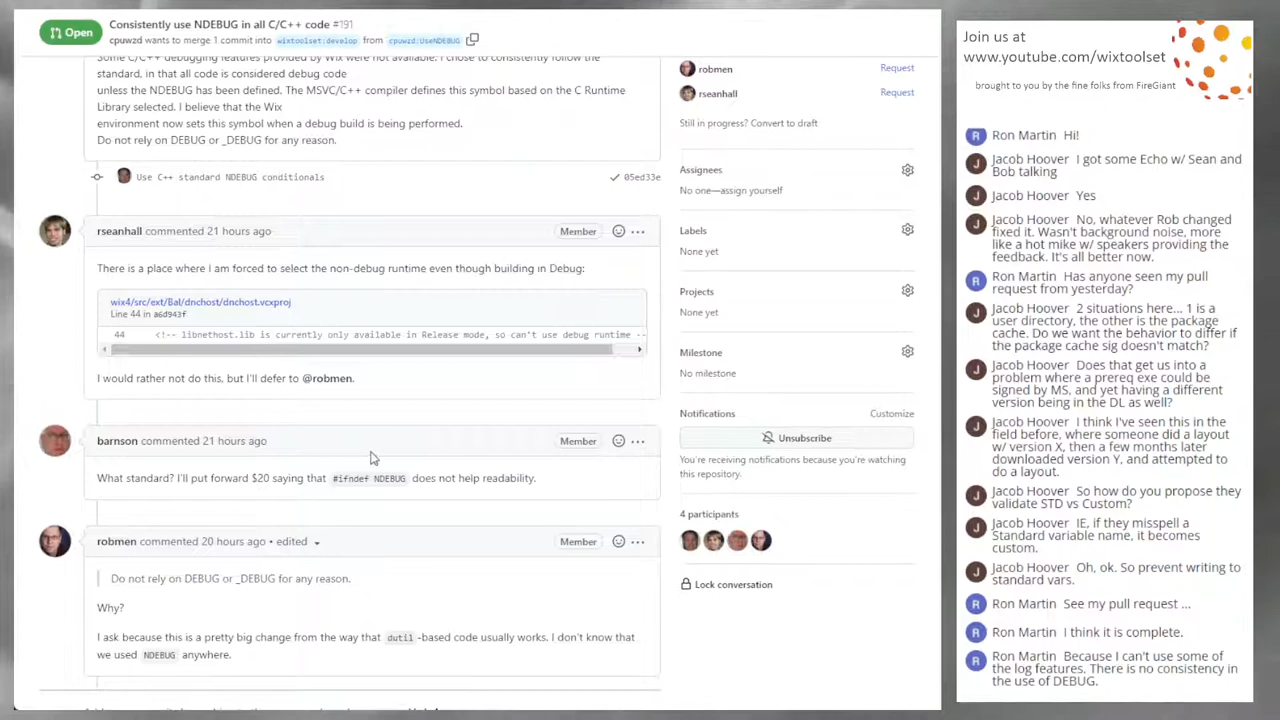 Open
Consistently use NDEBUG in all C/C++ code #191
cpuwzd wants to merge 1 commit into wixtoolset:develop from cpuwzd/UseNDEBUG
Some C/C++ debugging features provided by Wix were not available. I chose to consistently follow the
standard, in that all code is considered debug code
unless the NDEBUG has been defined. The MSVC/C++ compiler defines this symbol based on the C Runtime
Library selected. I believe that the Wix
environment now sets this symbol when a debug build is being performed.
Do not rely on DEBUG or _DEBUG for any reason.
Use C++ standard NDEBUG conditionals
05ed33e
rseanhall commented 21 hours ago
Member
There is a place where I am forced to select the non-debug runtime even though building in Debug:
wix4/src/ext/Bal/dnchost/dnchost.vcxproj
Line 44 in a6d943f
44 <!-- libnethost.lib is currently only available in Release mode, so can't use debug runtime --
I would rather not do this, but I'll defer to @robmen.
barnson commented 21 hours ago
Member
What standard? I'll put forward $20 saying that #ifndef NDEBUG does not help readability.
robmen commented 20 hours ago • edited
Member
Do not rely on DEBUG or _DEBUG for any reason.
Why?
I ask because this is a pretty big change from the way that dutil -based code usually works. I don't know that
we used NDEBUG anywhere.
robmen
Request
rseanhall
Request
Still in progress? Convert to draft
Assignees
No one—assign yourself
Labels
None yet
Projects
None yet
Milestone
No milestone
Notifications
Customize
Unsubscribe
You're receiving notifications because you're watching
this repository.
4 participants
Lock conversation
Join us at
www.youtube.com/wixtoolset
brought to you by the fine folks from FireGiant
R Ron Martin Hi!
J Jacob Hoover I got some Echo w/ Sean and
Bob talking
J Jacob Hoover Yes
J Jacob Hoover No, whatever Rob changed
fixed it. Wasn't background noise, more
like a hot mike w/ speakers providing the
feedback. It's all better now.
R Ron Martin Has anyone seen my pull
request from yesterday?
J Jacob Hoover 2 situations here... 1 is a
user directory, the other is the package
cache. Do we want the behavior to differ if
the package cache sig doesn't match?
J Jacob Hoover Does that get us into a
problem where a prereq exe could be
signed by MS, and yet having a different
version being in the DL as well?
J Jacob Hoover I think I've seen this in the
field before, where someone did a layout
w/ version X, then a few months later
downloaded version Y, and attempted to
do a layout.
J Jacob Hoover So how do you propose they
validate STD vs Custom?
J Jacob Hoover IE, if they misspell a
Standard variable name, it becomes
custom.
J Jacob Hoover Oh, ok. So prevent writing to
standard vars.
R Ron Martin See my pull request ...
R Ron Martin I think it is complete.
R Ron Martin Because I can't use some of
the log features. There is no consistency in
the use of DEBUG.